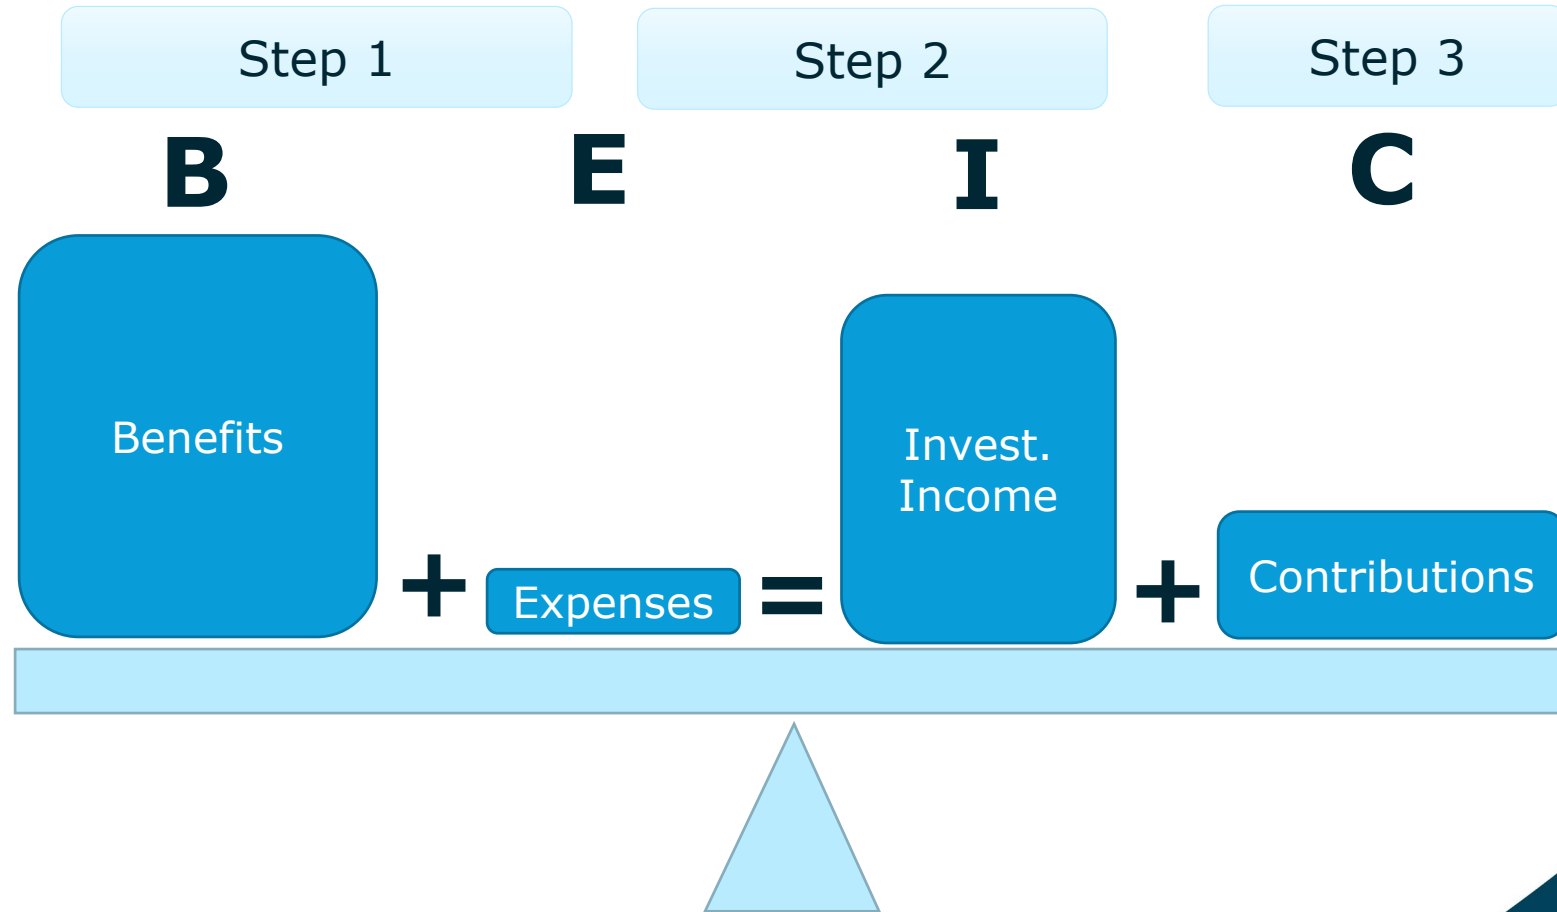 Step 1
Step 2
Step 3
B
E
I
C
Benefits
+
Expenses
=
Invest.
Income
+
Contributions